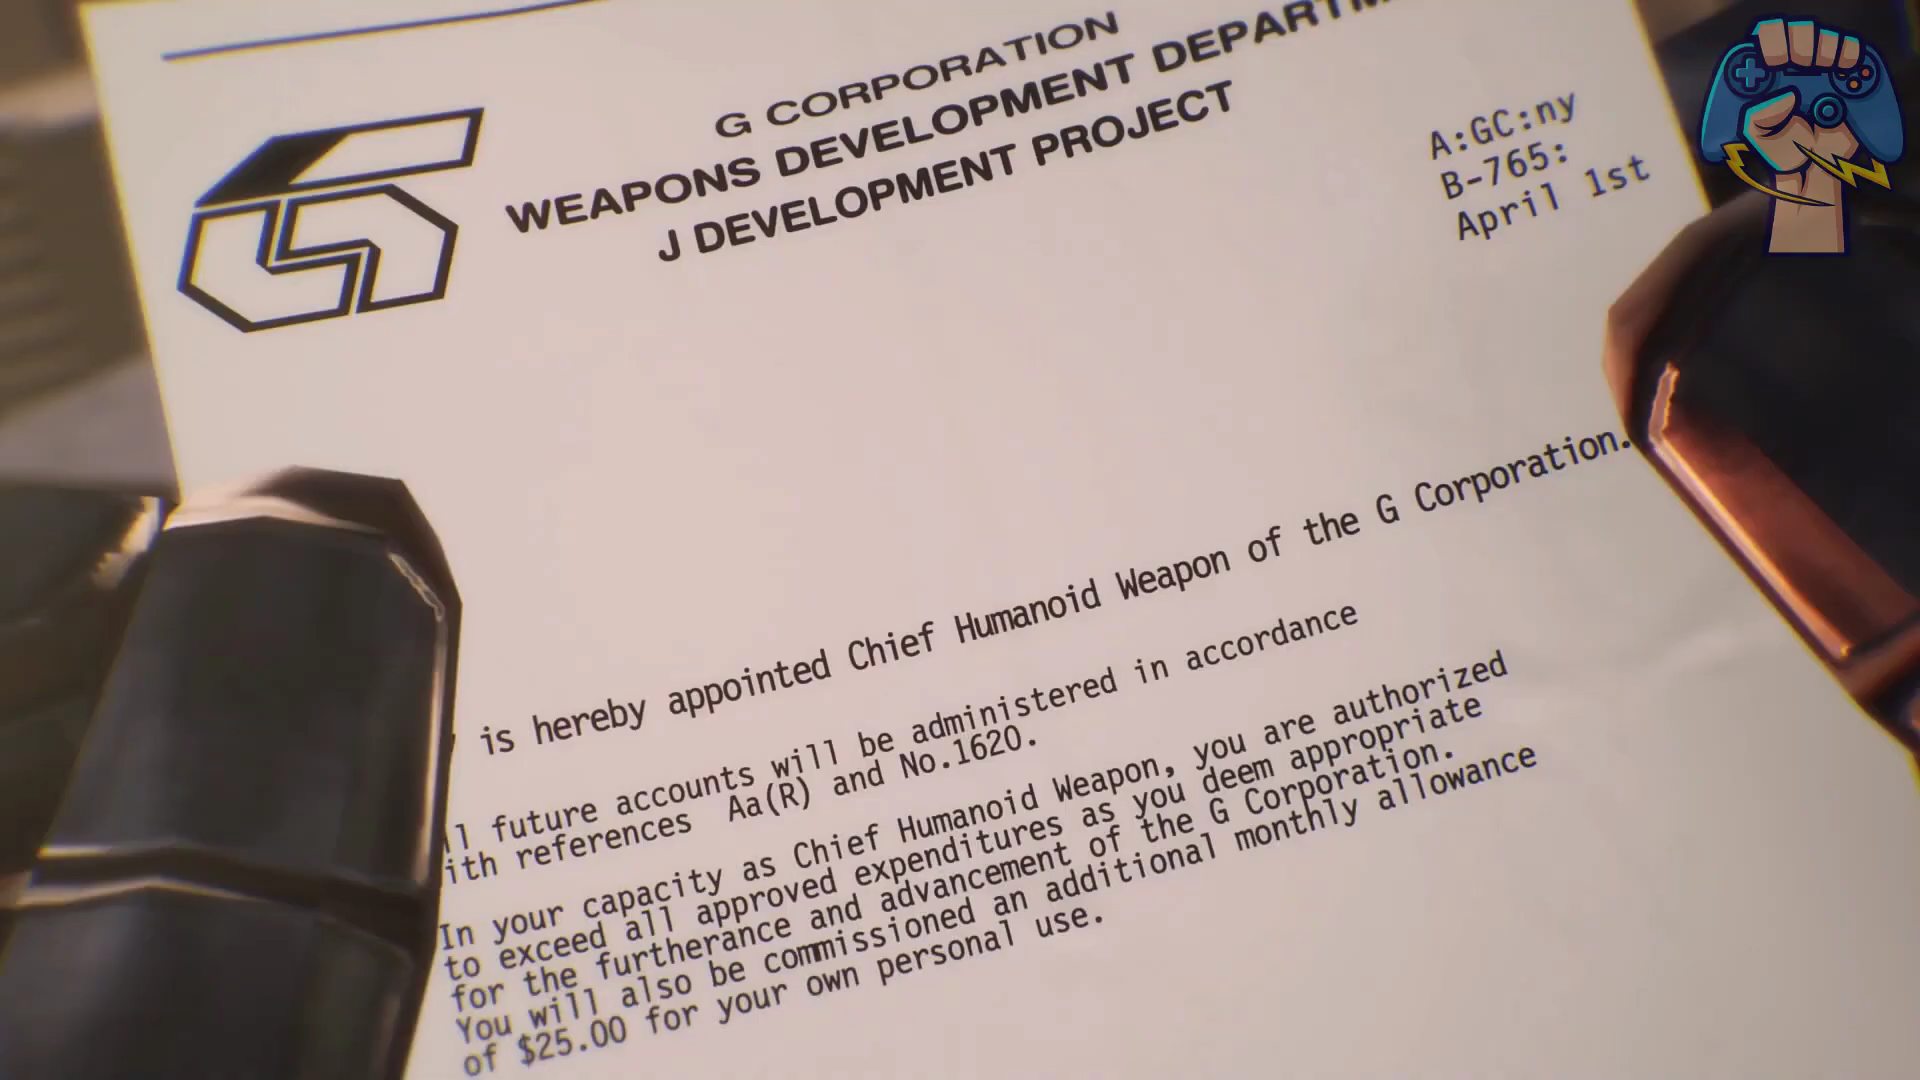 G CORPORATION
WEAPONS DEVELOPMENT
J DEVELOPMENT PROJECT
A:GC:ny
B-765:
April 1st
is hereby appointed Chief Humanoid Weapon of the G Corporation.
future accounts will be administered in accordance
references Aa(R) and No.1620.
In your capacity as Chief Humanoid Weapon, you are authorized
to exceed all approved expenditures as you deem appropriate
for the furtherance and advancement of the G Corporation.
You will also be commissioned an additional monthly allowance
of $25.00 for your own personal use.